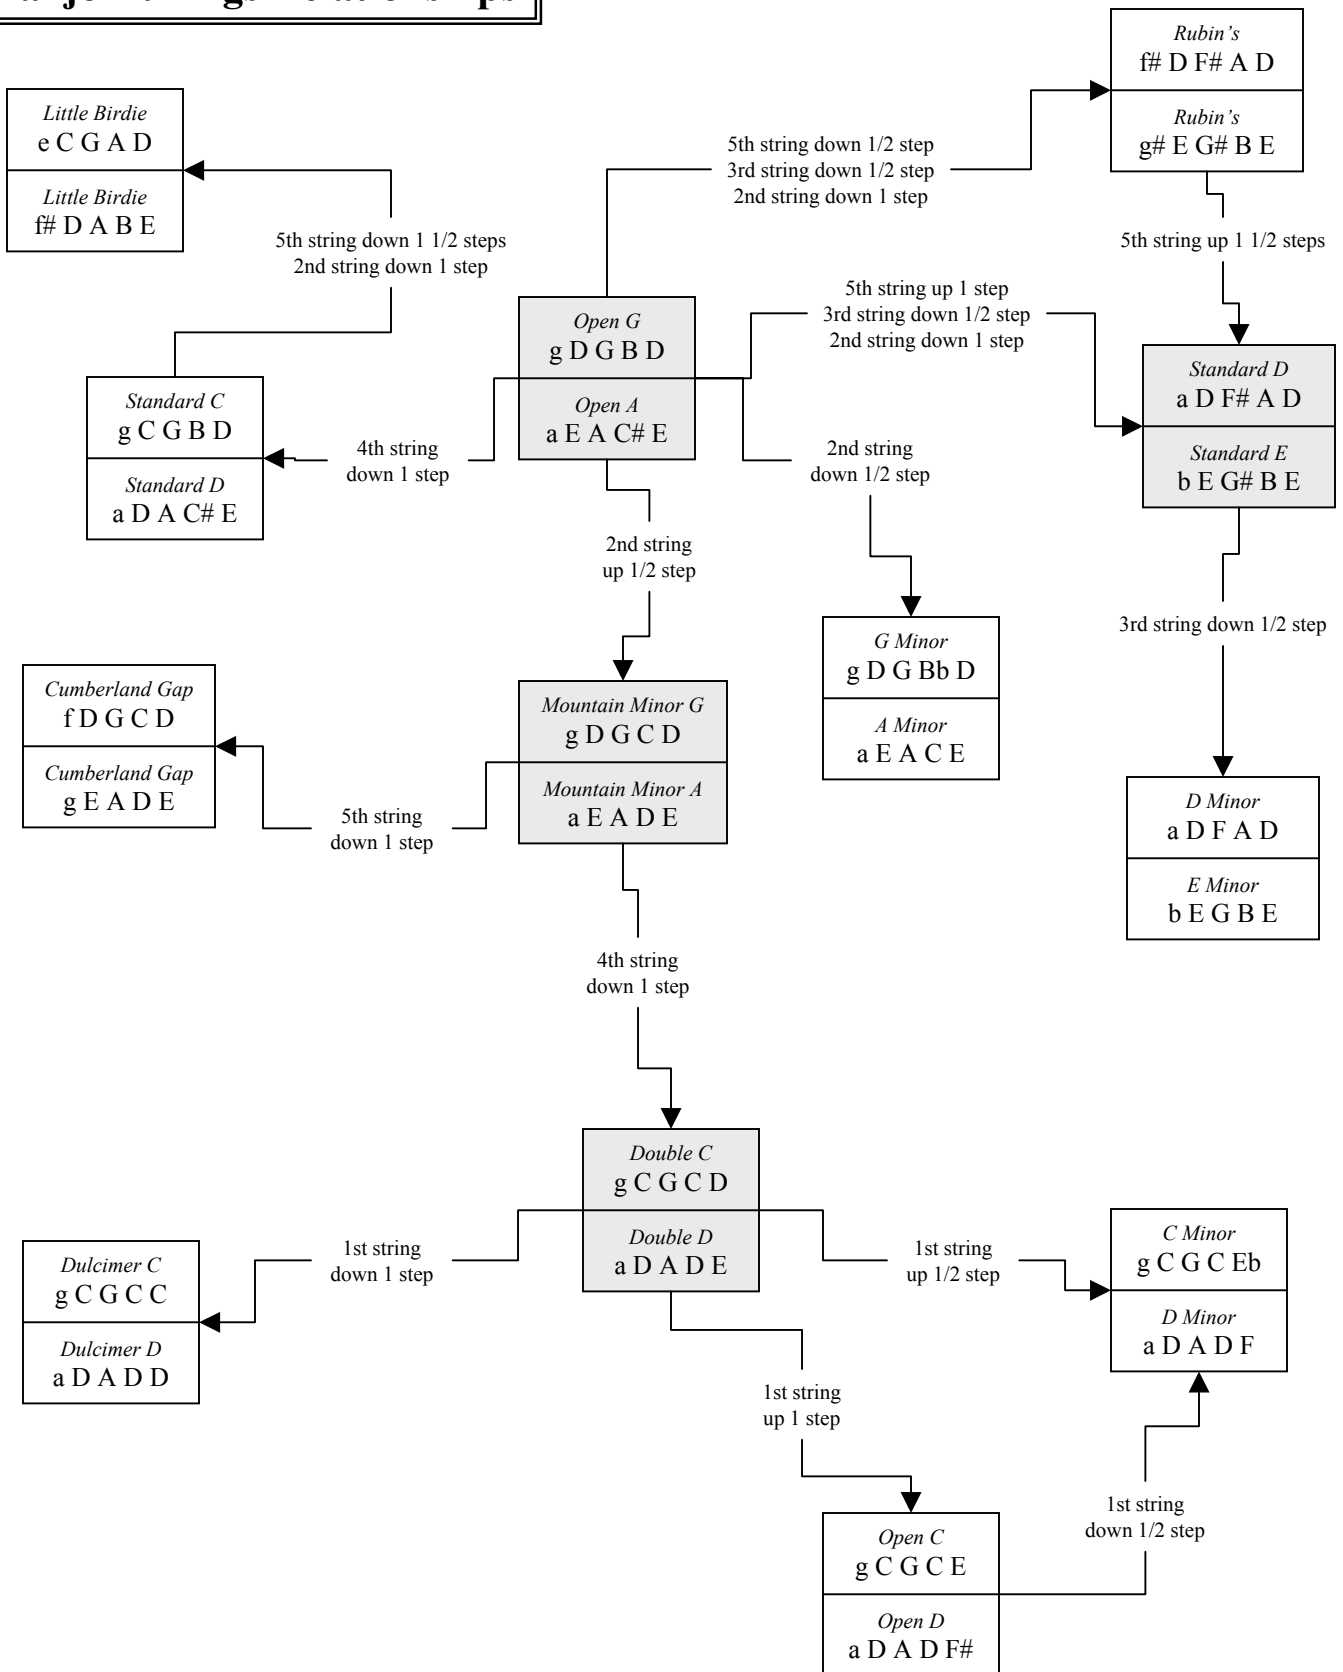 Rubin's
f# D F# A D
Rubin's
g# E G# B E
Little Birdie
e C G A D
Little Birdie
f# D A B E
5th string down 1/2 step
3rd string down 1/2 step
2nd string down 1 step
5th string down 1 1/2 steps
2nd string down 1 step
5th string up 1 1/2 steps
5th string up 1 step
3rd string down 1/2 step
2nd string down 1 step
Open G
g D G B D
Open A
a E A C# E
Standard D
a D F# A D
Standard E
b E G# B E
Standard C
g C G B D
Standard D
a D A C# E
4th string
down 1 step
2nd string
down 1/2 step
2nd string
up 1/2 step
3rd string down 1/2 step
G Minor
g D G Bb D
A Minor
a E A C E
Cumberland Gap
f D G C D
Cumberland Gap
g E A D E
Mountain Minor G
g D G C D
Mountain Minor A
a E A D E
5th string
down 1 step
D Minor
a D F A D
E Minor
b E G B E
4th string
down 1 step
Double C
g C G C D
Double D
a D A D E
Dulcimer C
g C G C C
Dulcimer D
a D A D D
1st string
down 1 step
1st string
up 1/2 step
C Minor
g C G C Eb
D Minor
a D A D F
1st string
up 1 step
1st string
down 1/2 step
Open C
g C G C E
Open D
a D A D F#